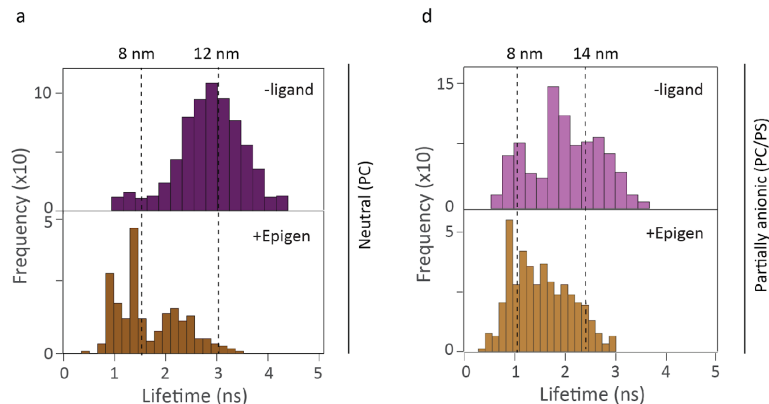 a
8 nm 12 nm
-ligand
10
0
+Epigen
5
0
Frequency (x10)
0 1 2 3 4 5
Lifetime (ns)
Neutral (PC)
d
8 nm 14 nm
-ligand
15
8
0
+Epigen
5
0
Frequency (x10)
0 1 2 3 4 5
Lifetime (ns)
Partially anionic (PC/PS)